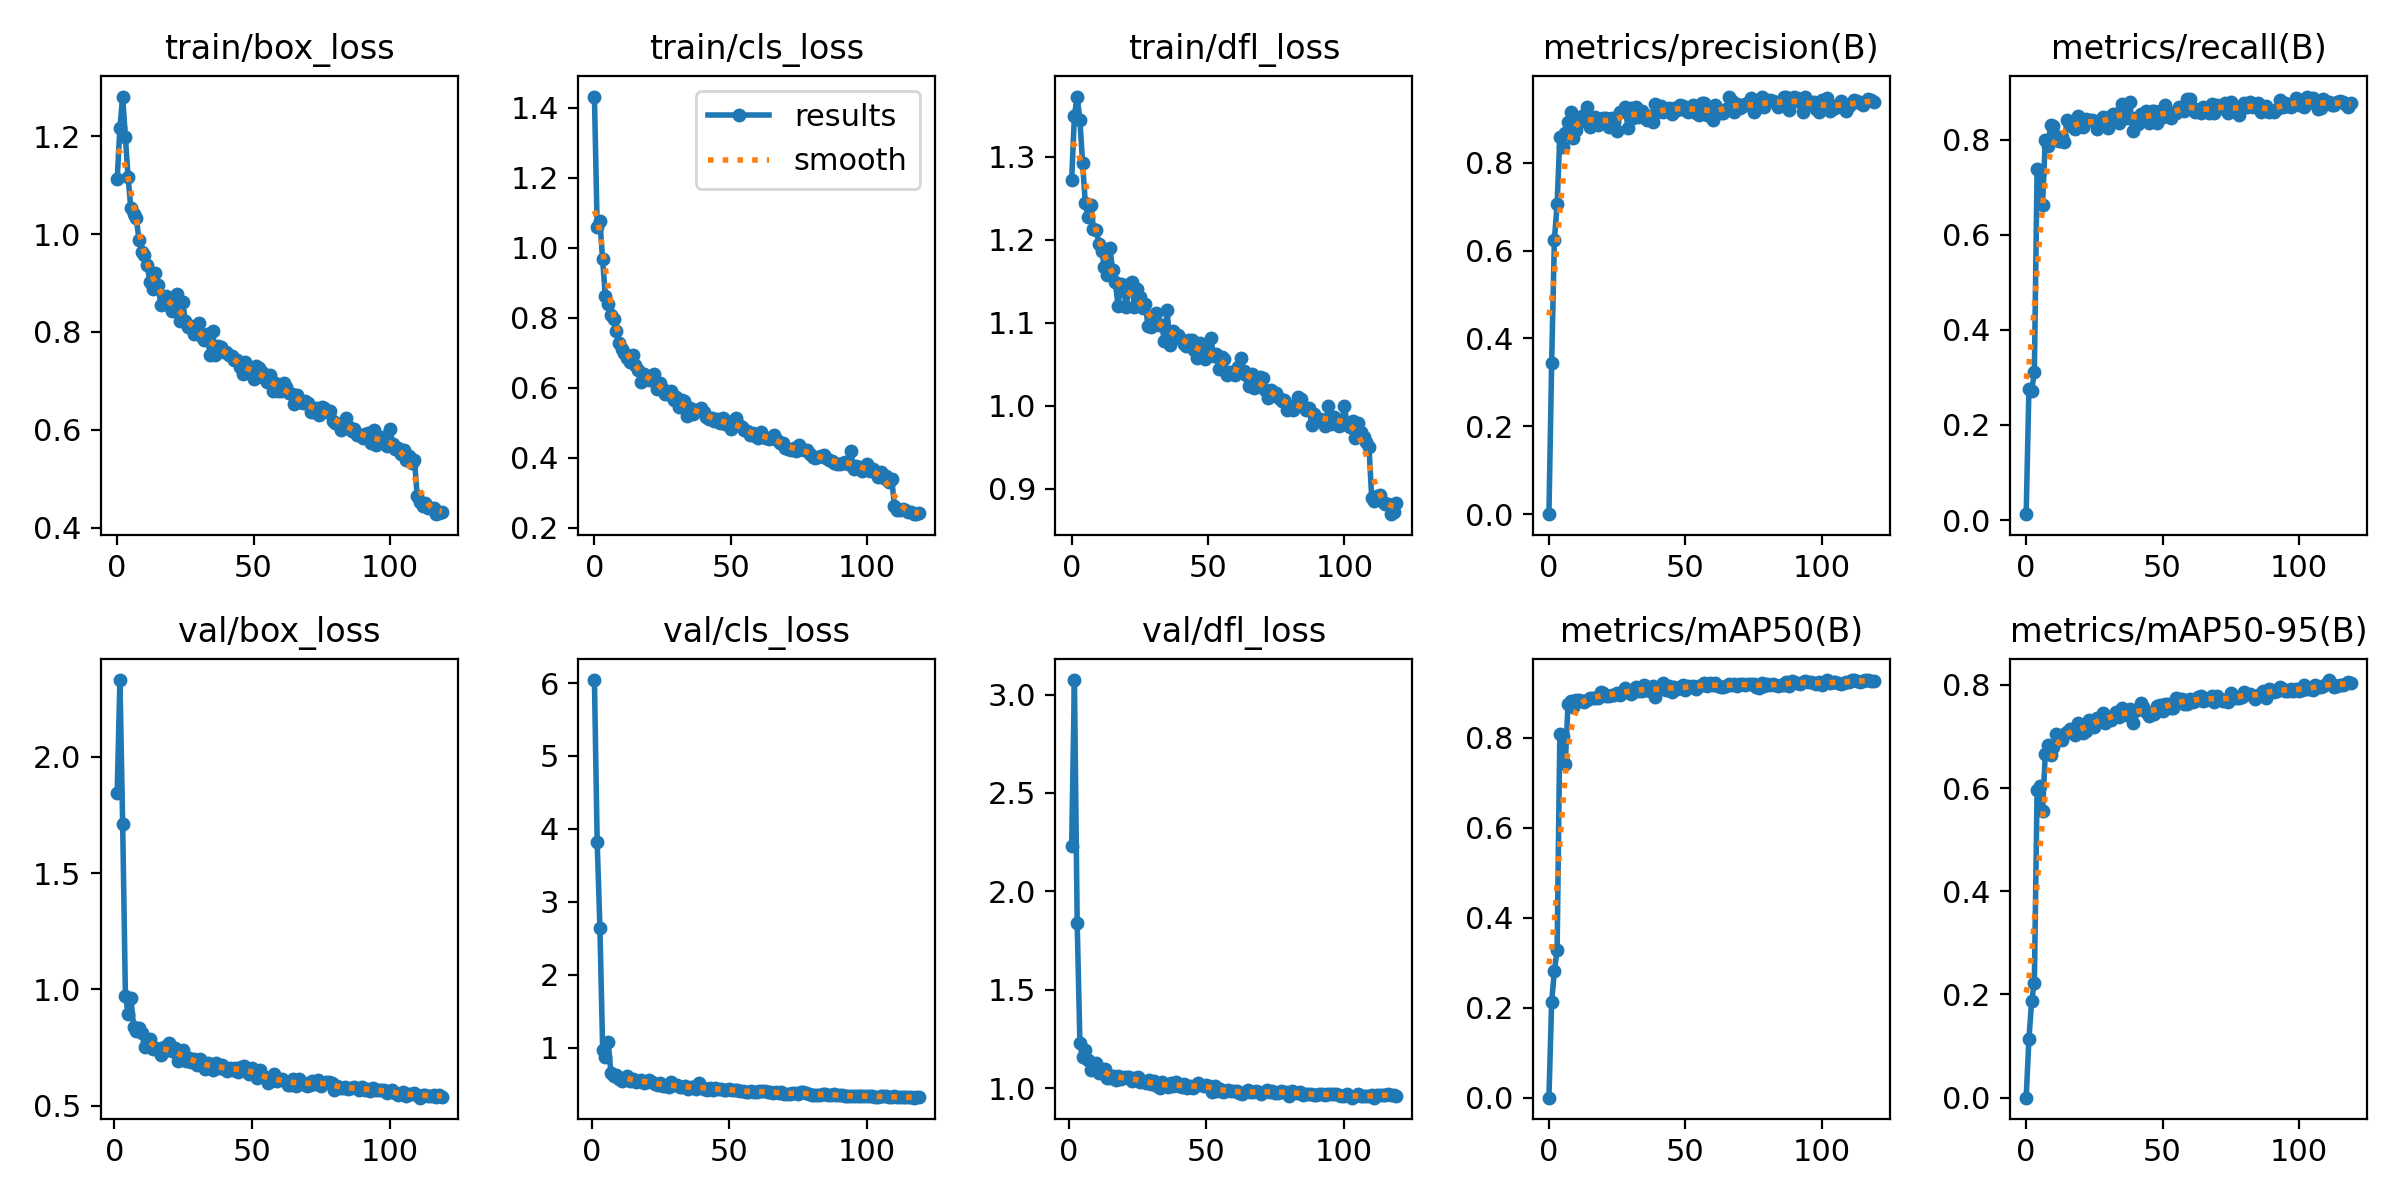 train/box_loss
1.2
1.0
0.8
0.6
0.4
0 50 100
train/cls_loss
results
smooth
1.4
1.2
1.0
0.8
0.6
0.4
0.2
0 50 100
train/dfl_loss
1.3
1.2
1.1
1.0
0.9
0 50 100
metrics/precision(B)
0.8
0.6
0.4
0.2
0.0
0 50 100
metrics/recall(B)
0.8
0.6
0.4
0.2
0.0
0 50 100
val/box_loss
2.0
1.5
1.0
0.5
0 50 100
val/cls_loss
6
5
4
3
2
1
0 50 100
val/dfl_loss
3.0
2.5
2.0
1.5
1.0
0 50 100
metrics/mAP50(B)
0.8
0.6
0.4
0.2
0.0
0 50 100
metrics/mAP50-95(B)
0.8
0.6
0.4
0.2
0.0
0 50 100